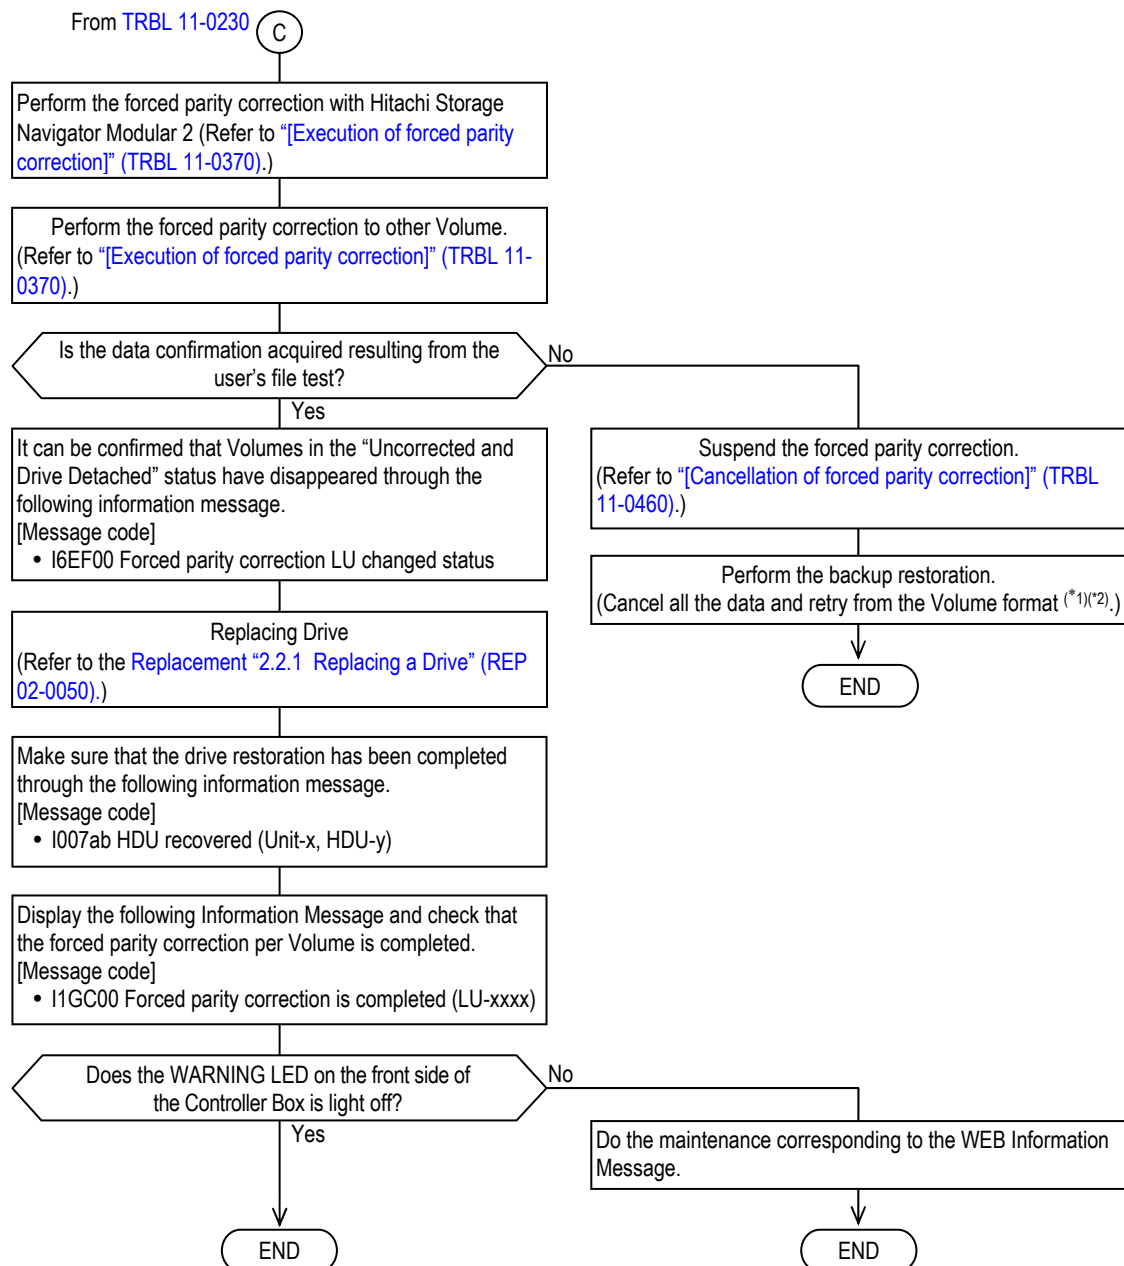 From TRBL 11-0230
C
Perform the forced parity correction with Hitachi Storage
Navigator Modular 2 (Refer to “[Execution of forced parity
correction]” (TRBL 11-0370).)
Perform the forced parity correction to other Volume.
(Refer to “[Execution of forced parity correction]” (TRBL 11-
0370).)
Is the data confirmation acquired resulting from the
user’s file test?
No
Yes
It can be confirmed that Volumes in the “Uncorrected and
Drive Detached” status have disappeared through the
following information message.
[Message code]
• I6EF00 Forced parity correction LU changed status
Suspend the forced parity correction.
(Refer to “[Cancellation of forced parity correction]” (TRBL
11-0460).)
Perform the backup restoration.
(Cancel all the data and retry from the Volume format (*1)(*2).)
END
Replacing Drive
(Refer to the Replacement “2.2.1 Replacing a Drive” (REP
02-0050).)
Make sure that the drive restoration has been completed
through the following information message.
[Message code]
• I007ab HDU recovered (Unit-x, HDU-y)
Display the following Information Message and check that
the forced parity correction per Volume is completed.
[Message code]
• I1GC00 Forced parity correction is completed (LU-xxxx)
Does the WARNING LED on the front side of
the Controller Box is light off?
No
Yes
Do the maintenance corresponding to the WEB Information
Message.
END
END